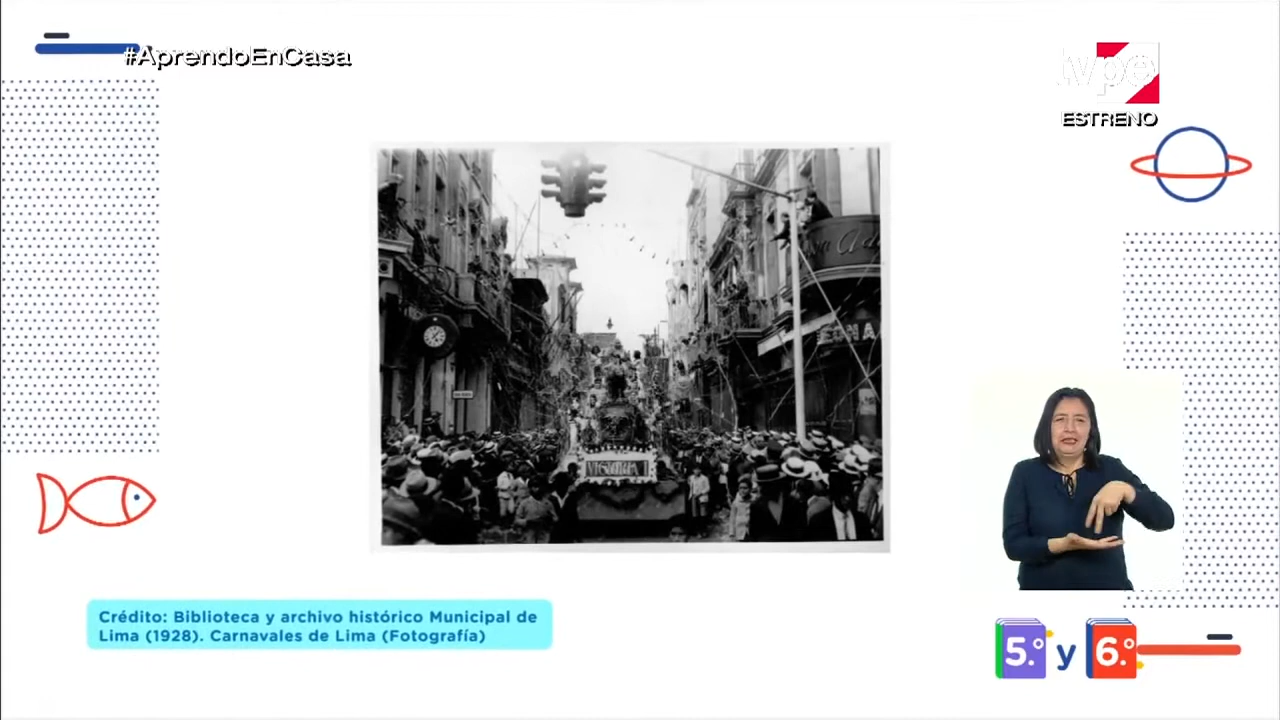 #AprendoEnCasa
tvpe
ESTRENO
VICTORIA I
Crédito: Biblioteca y archivo histórico Municipal de
Lima (1928). Carnavales de Lima (Fotografía)
5.° y 6.°